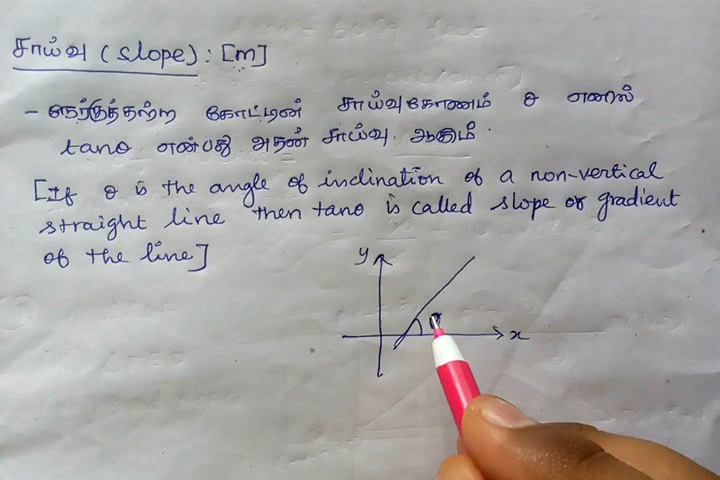 சாய்வு (slope) : [m]
- நேர்குத்தற்ற கோட்டின் சாய்வுகோணம் θ எனில்
tanθ என்பது அதன் சாய்வு ஆகும்.
[If θ is the angle of inclination of a non-vertical
straight line then tanθ is called slope or gradient
of the line]
y
x